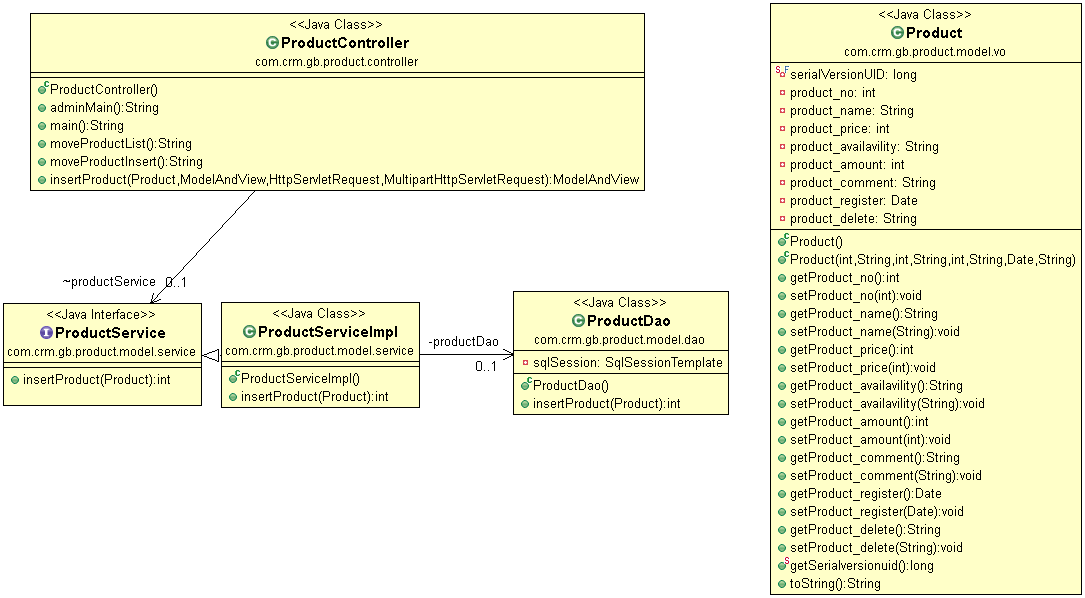 <<Java Class>>
ProductController
com.crm.gb.product.controller
ProductController()
adminMain():String
main():String
moveProductList():String
moveProductInsert():String
insertProduct(Product,ModelAndView,HttpServletRequest,MultipartHttpServletRequest):ModelAndView
~productService 0..1
<<Java Interface>>
ProductService
com.crm.gb.product.model.service
insertProduct(Product):int
<<Java Class>>
ProductServiceImpl
com.crm.gb.product.model.service
ProductServiceImpl()
insertProduct(Product):int
-productDao
0..1
<<Java Class>>
ProductDao
com.crm.gb.product.model.dao
sqlSession: SqlSessionTemplate
ProductDao()
insertProduct(Product):int
<<Java Class>>
Product
com.crm.gb.product.model.vo
serialVersionUID: long
product_no: int
product_name: String
product_price: int
product_availavility: String
product_amount: int
product_comment: String
product_register: Date
product_delete: String
Product()
Product(int,String,int,String,int,String,Date,String)
getProduct_no():int
setProduct_no(int):void
getProduct_name():String
setProduct_name(String):void
getProduct_price():int
setProduct_price(int):void
getProduct_availavility():String
setProduct_availavility(String):void
getProduct_amount():int
setProduct_amount(int):void
getProduct_comment():String
setProduct_comment(String):void
getProduct_register():Date
setProduct_register(Date):void
getProduct_delete():String
setProduct_delete(String):void
getSerialversionuid():long
toString():String